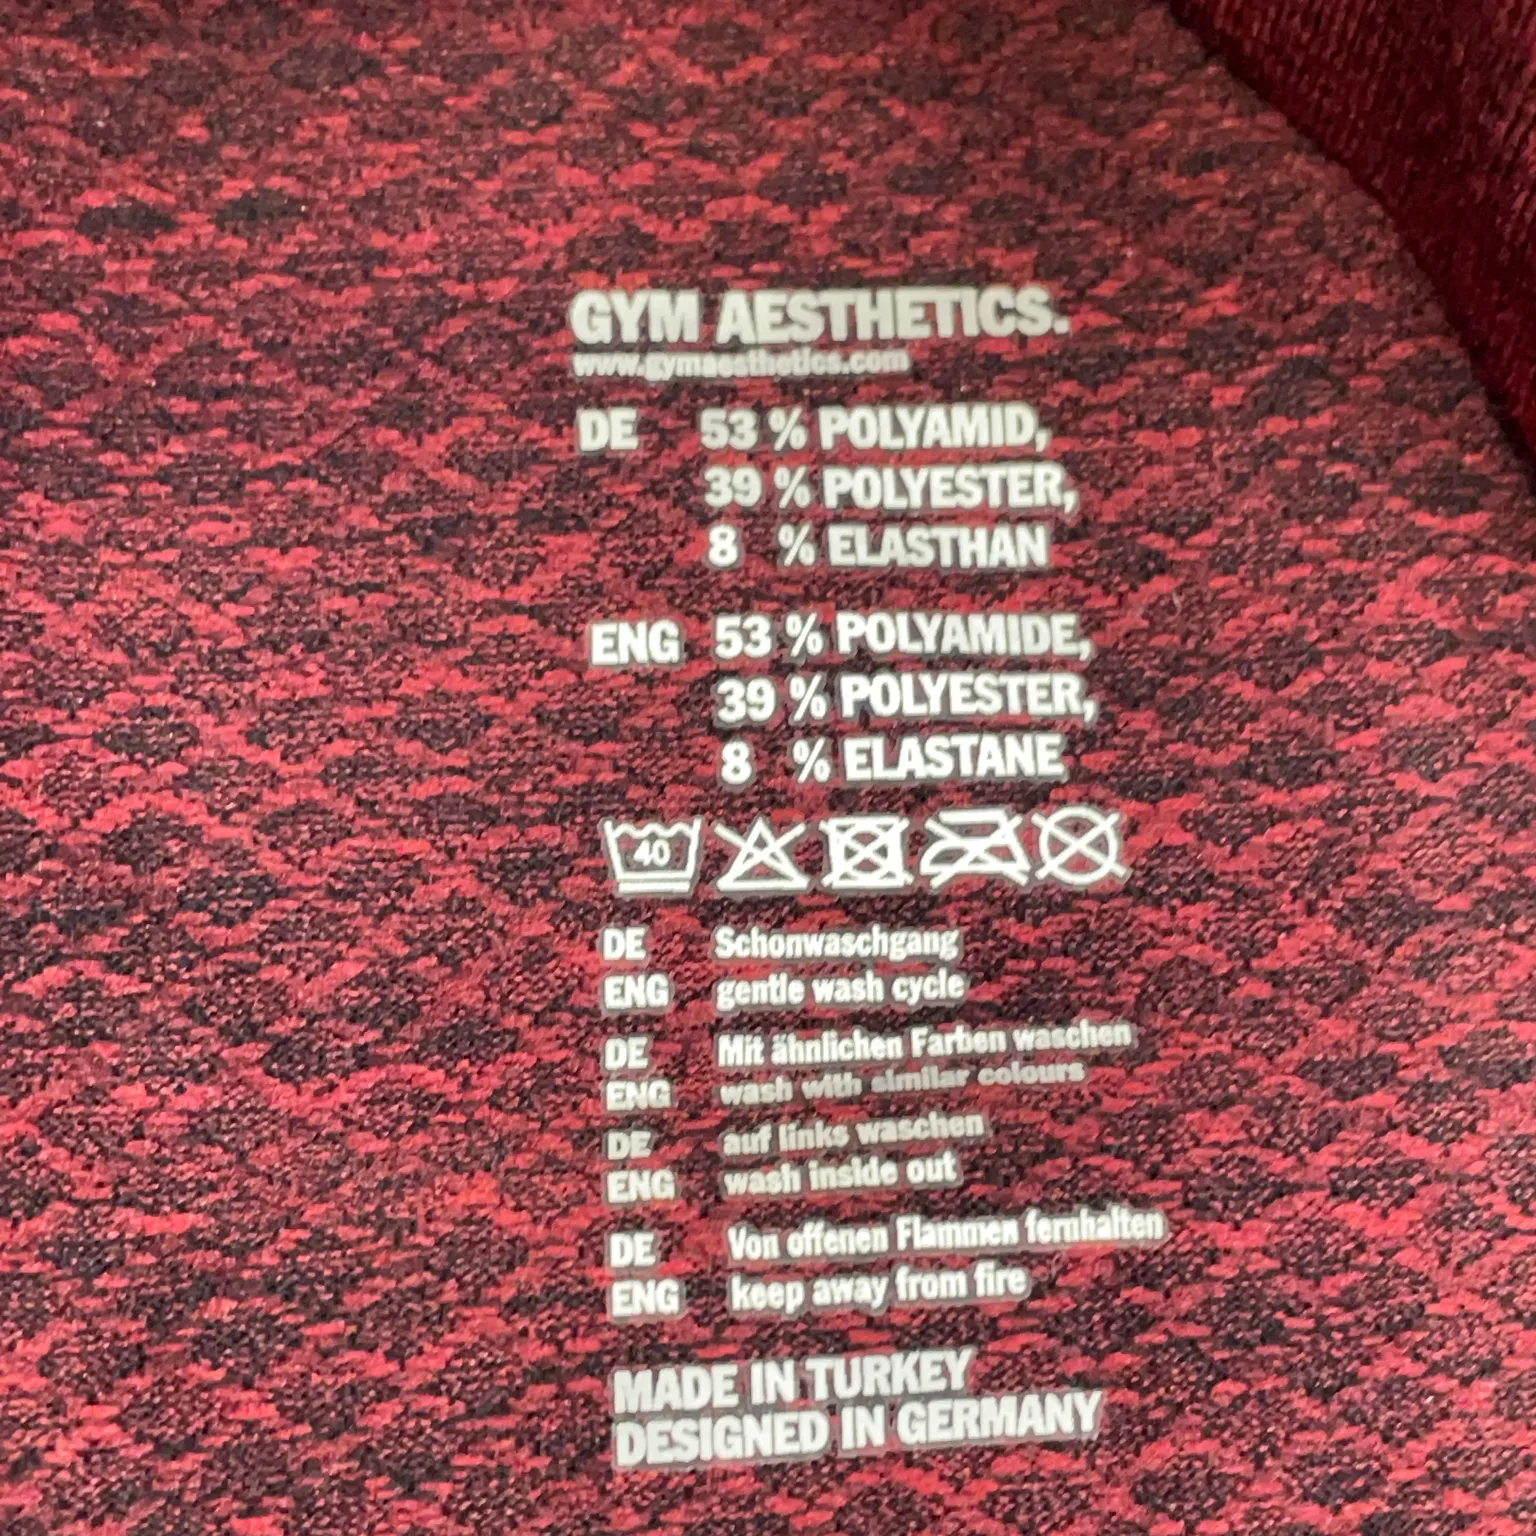 GYM AESTHETICS.
www.gymaesthetics.com
DE 53 % POLYAMID,
39 % POLYESTER,
8 % ELASTHAN
ENG 53 % POLYAMIDE,
39 % POLYESTER,
8 % ELASTANE
40
DE Schonwaschgang
ENG gentle wash cycle
DE Mit ähnlichen Farben waschen
ENG wash with similar colours
DE auf links waschen
ENG wash inside out
DE Von offenen Flammen fernhalten
ENG keep away from fire
MADE IN TURKEY
DESIGNED IN GERMANY